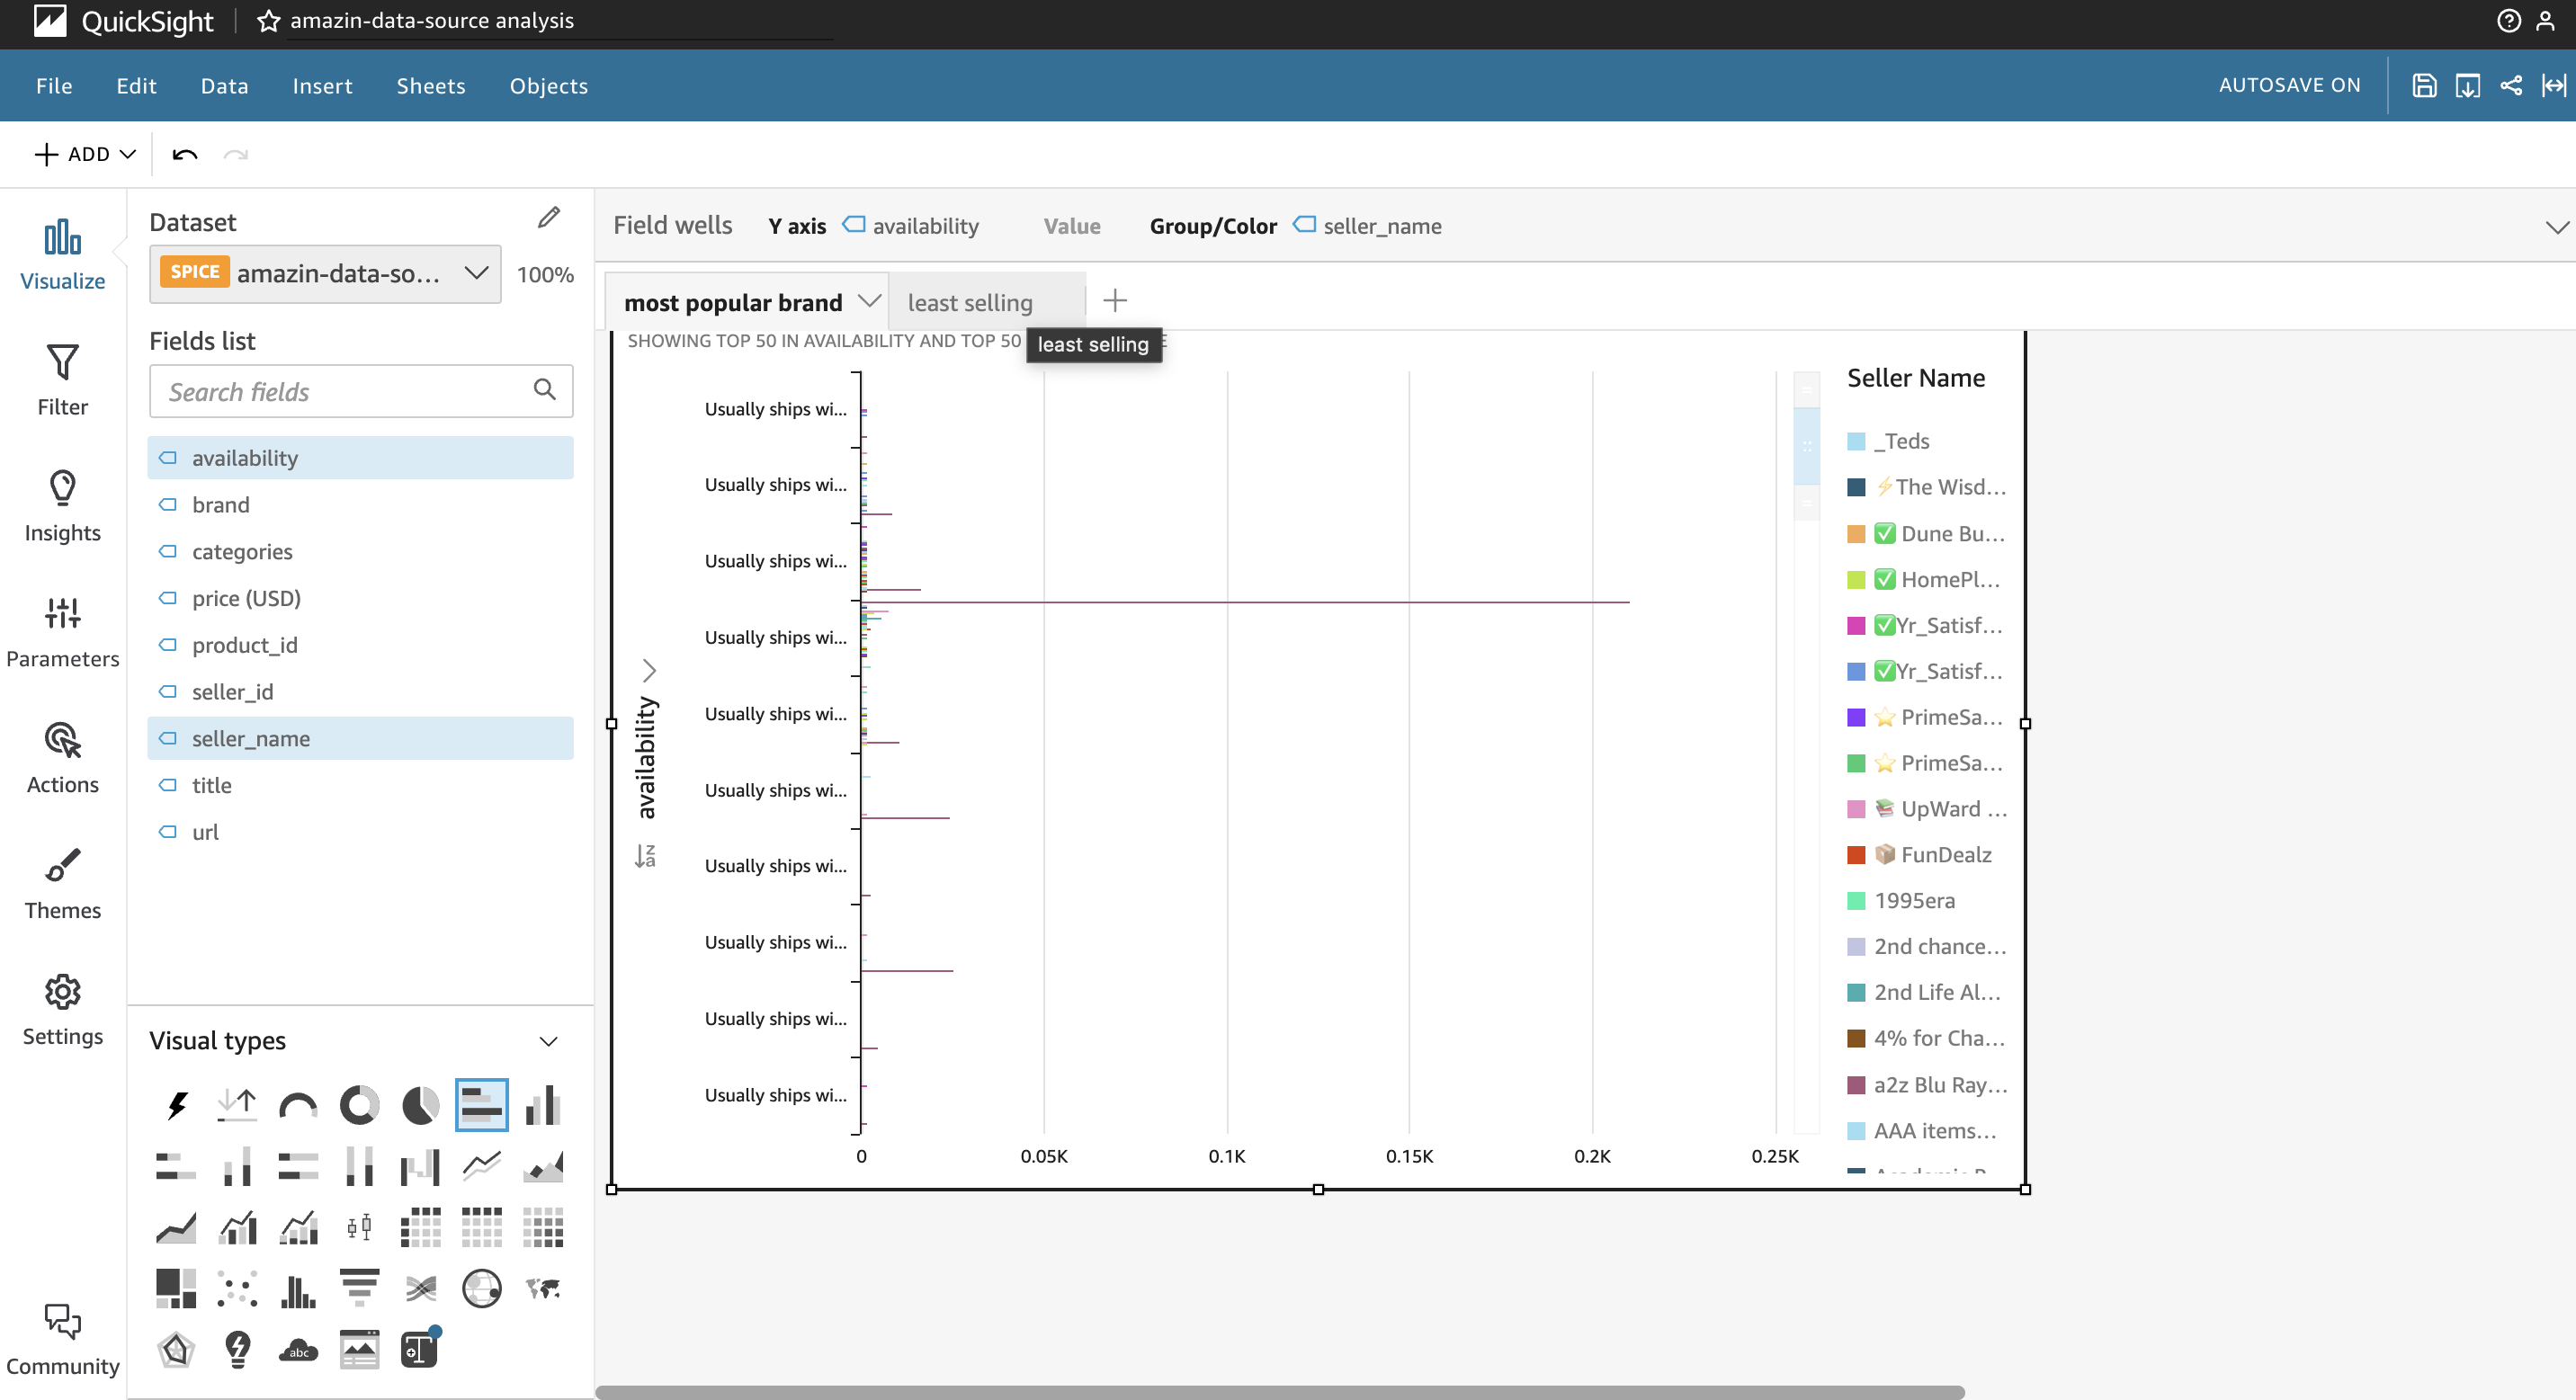 QuickSight
amazin-data-source analysis
File Edit Data Insert Sheets Objects
AUTOSAVE ON
ADD
Visualize
Filter
Insights
Parameters
Actions
Themes
Settings
Community
Dataset
SPICE amazin-data-so... 100%
Fields list
Search fields
availability
brand
categories
price (USD)
product_id
seller_id
seller_name
title
url
Visual types
abc
Field wells Y axis availability Value Group/Color seller_name
most popular brand least selling
SHOWING TOP 50 IN AVAILABILITY AND TOP 50
least selling
availability
Usually ships wi...
Usually ships wi...
Usually ships wi...
Usually ships wi...
Usually ships wi...
Usually ships wi...
Usually ships wi...
Usually ships wi...
Usually ships wi...
Usually ships wi...
0 0.05K 0.1K 0.15K 0.2K 0.25K
Seller Name
_Teds
⚡The Wisd...
✅ Dune Bu...
✅ HomePl...
✅Yr_Satisf...
✅Yr_Satisf...
⭐ PrimeSa...
⭐ PrimeSa...
📚 UpWard ...
📦 FunDealz
1995era
2nd chance...
2nd Life Al...
4% for Cha...
a2z Blu Ray...
AAA items...